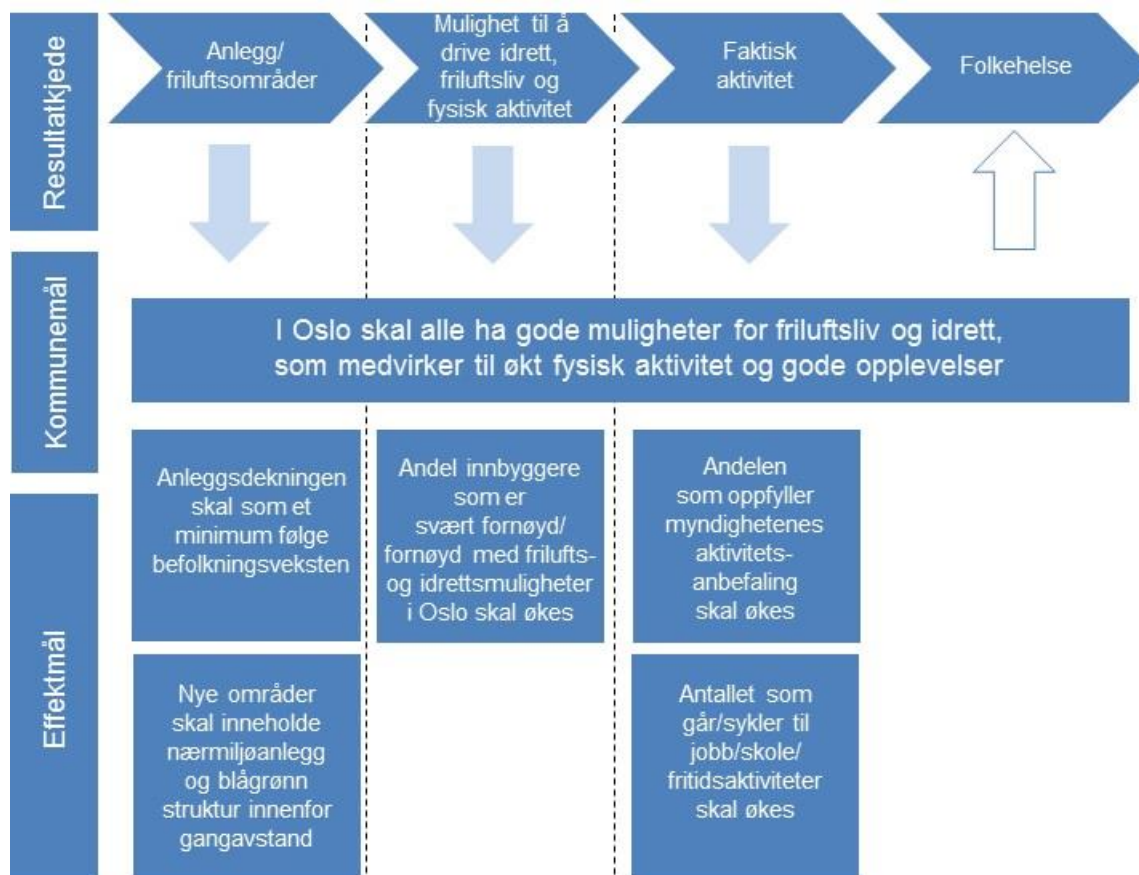 Resultatkjede
Anlegg/
friluftsområder
Mulighet til å
drive idrett,
friluftsliv og
fysisk aktivitet
Faktisk
aktivitet
Folkehelse
Kommunemål
I Oslo skal alle ha gode muligheter for friluftsliv og idrett,
som medvirker til økt fysisk aktivitet og gode opplevelser
Effektmål
Anleggsdekningen
skal som et
minimum følge
befolkningsveksten
Andel innbyggere
som er
svært fornøyd/
fornøyd med frilufts-
og idrettsmuligheter
i Oslo skal økes
Andelen
som oppfyller
myndighetenes
aktivitets-
anbefaling
skal økes
Nye områder
skal inneholde
nærmiljøanlegg
og blågrønn
struktur innenfor
gangavstand
Antallet som
går/sykler til
jobb/skole/
fritidsaktiviteter
skal økes